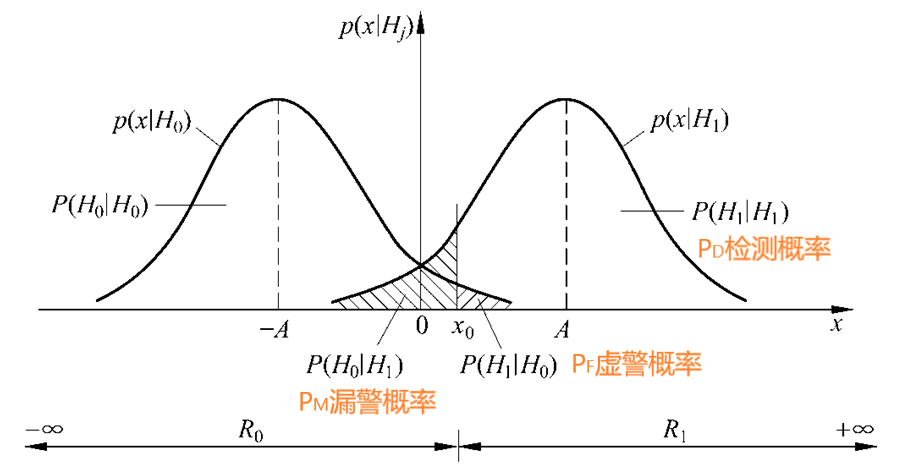 p(x|Hj)
p(x|H0)
p(x|H1)
P(H0|H0)
P(H1|H1)
PD检测概率
-A
0
x0
A
x
P(H0|H1)
P(H1|H0)
PF虚警概率
PM漏警概率
-∞
R0
R1
+∞